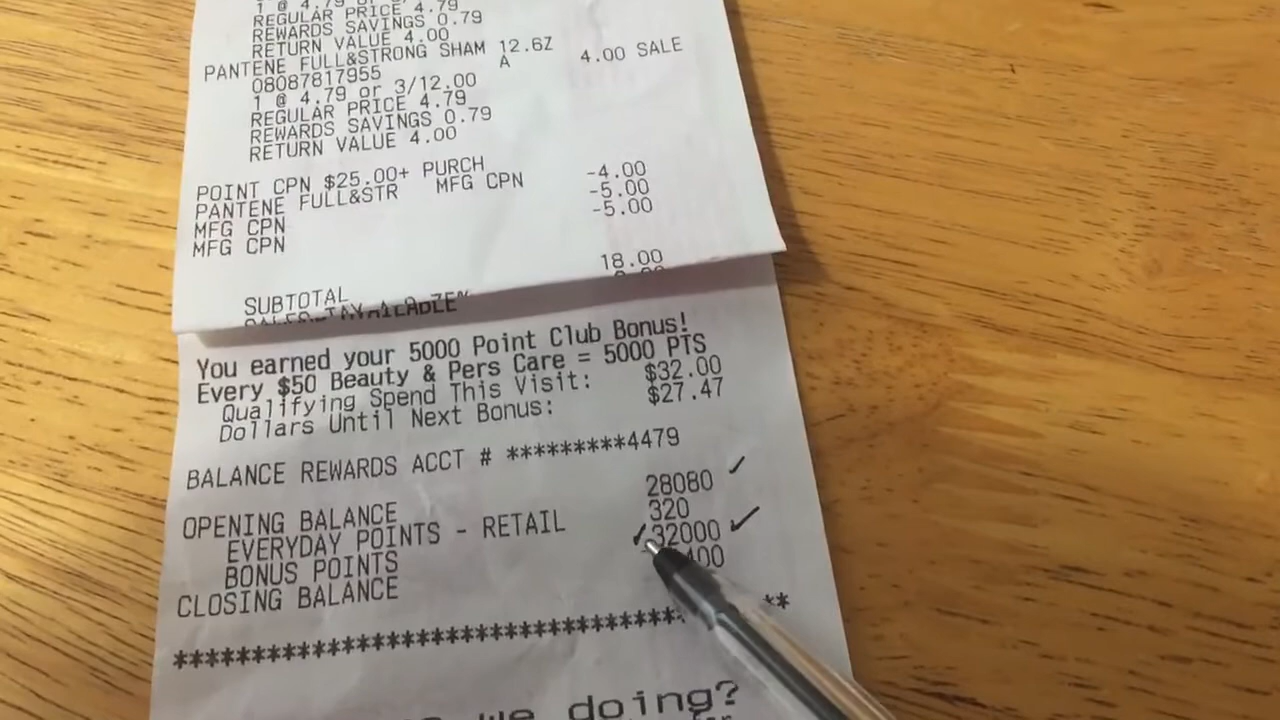 1 @ 4.79 or
REGULAR PRICE 4.79
REWARDS SAVINGS 0.79
RETURN VALUE 4.00
PANTENE FULL&STRONG SHAM 12.6Z
08087817955 A 4.00 SALE
1 @ 4.79 or 3/12.00
REGULAR PRICE 4.79
REWARDS SAVINGS 0.79
RETURN VALUE 4.00
POINT CPN $25.00+ PURCH
PANTENE FULL&STR MFG CPN -4.00
MFG CPN -5.00
MFG CPN -5.00
SUBTOTAL 18.00
You earned your 5000 Point Club Bonus!
Every $50 Beauty & Pers Care = 5000 PTS
Qualifying Spend This Visit: $32.00
Dollars Until Next Bonus: $27.47
BALANCE REWARDS ACCT # *********4479
OPENING BALANCE 28080
EVERYDAY POINTS - RETAIL 320
BONUS POINTS 32000
CLOSING BALANCE
we doing?